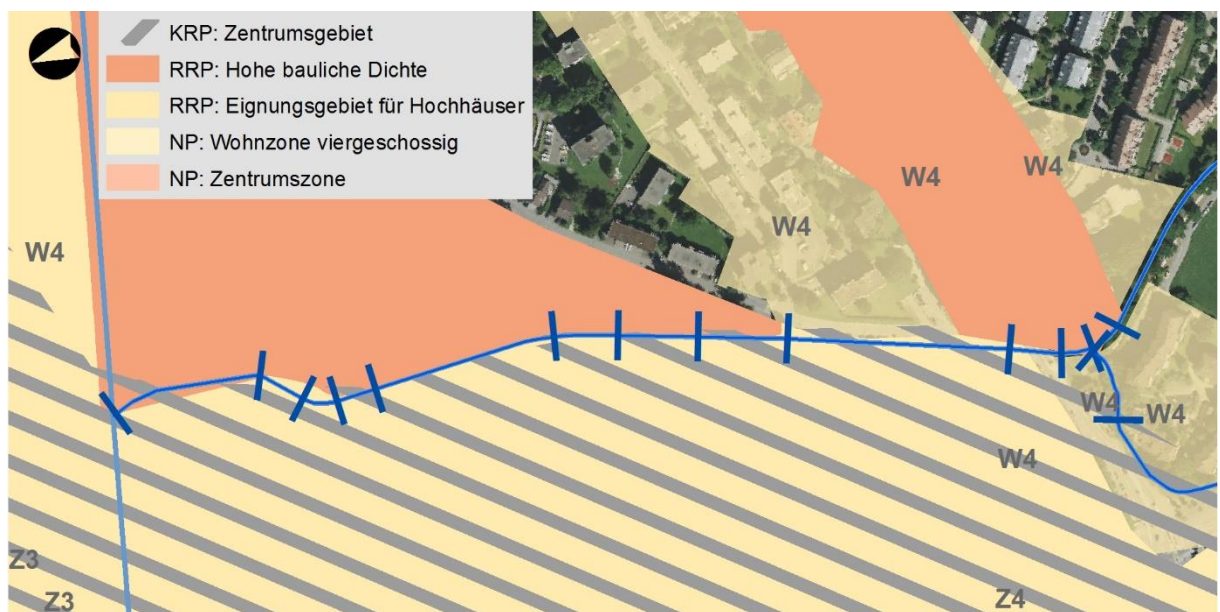 KRP: Zentrumsgebiet
RRP: Hohe bauliche Dichte
RRP: Eignungsgebiet für Hochhäuser
NP: Wohnzone viergeschossig
NP: Zentrumszone
W4
W4
W4
W4
W4
W4
W4
Z3
Z3
Z4